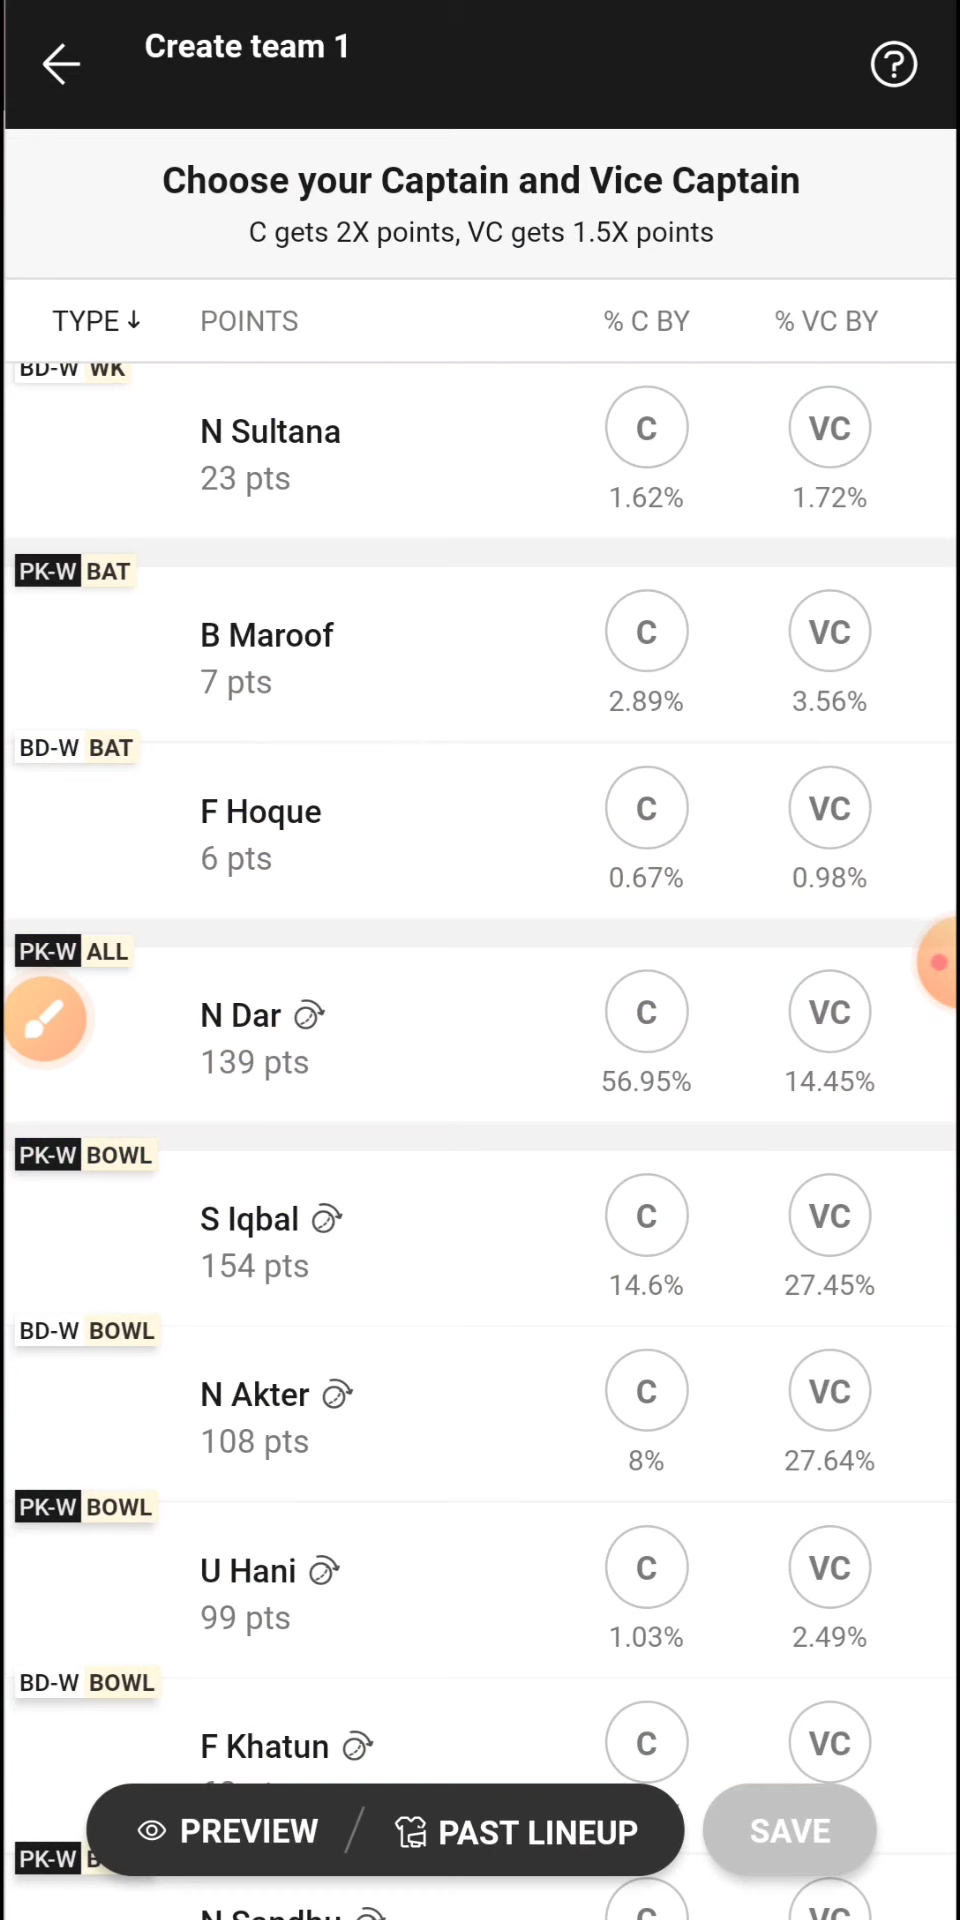 Create team 1
Choose your Captain and Vice Captain
C gets 2X points, VC gets 1.5X points
TYPE↓ POINTS % C BY % VC BY
BD-W WK
N Sultana C VC
23 pts 1.62% 1.72%
PK-W BAT
B Maroof C VC
7 pts 2.89% 3.56%
BD-W BAT
F Hoque C VC
6 pts 0.67% 0.98%
PK-W ALL
N Dar C VC
139 pts 56.95% 14.45%
PK-W BOWL
S Iqbal C VC
154 pts 14.6% 27.45%
BD-W BOWL
N Akter C VC
108 pts 8% 27.64%
PK-W BOWL
U Hani C VC
99 pts 1.03% 2.49%
BD-W BOWL
F Khatun C VC
PREVIEW / PAST LINEUP SAVE
PK-W
N Sandhu C VC